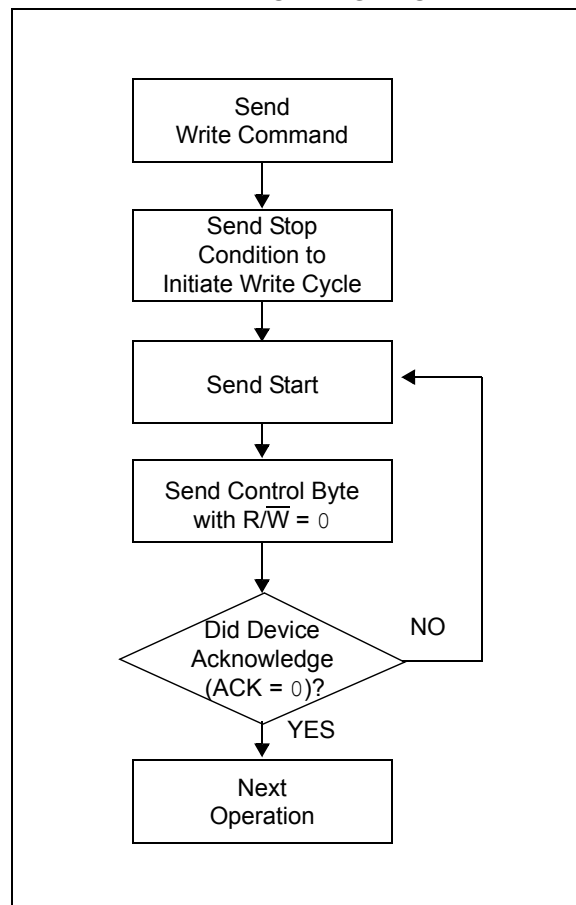 Send
Write Command
Send Stop
Condition to
Initiate Write Cycle
Send Start
Send Control Byte
with R/W̅ = 0
Did Device
Acknowledge
(ACK = 0)?
NO
YES
Next
Operation